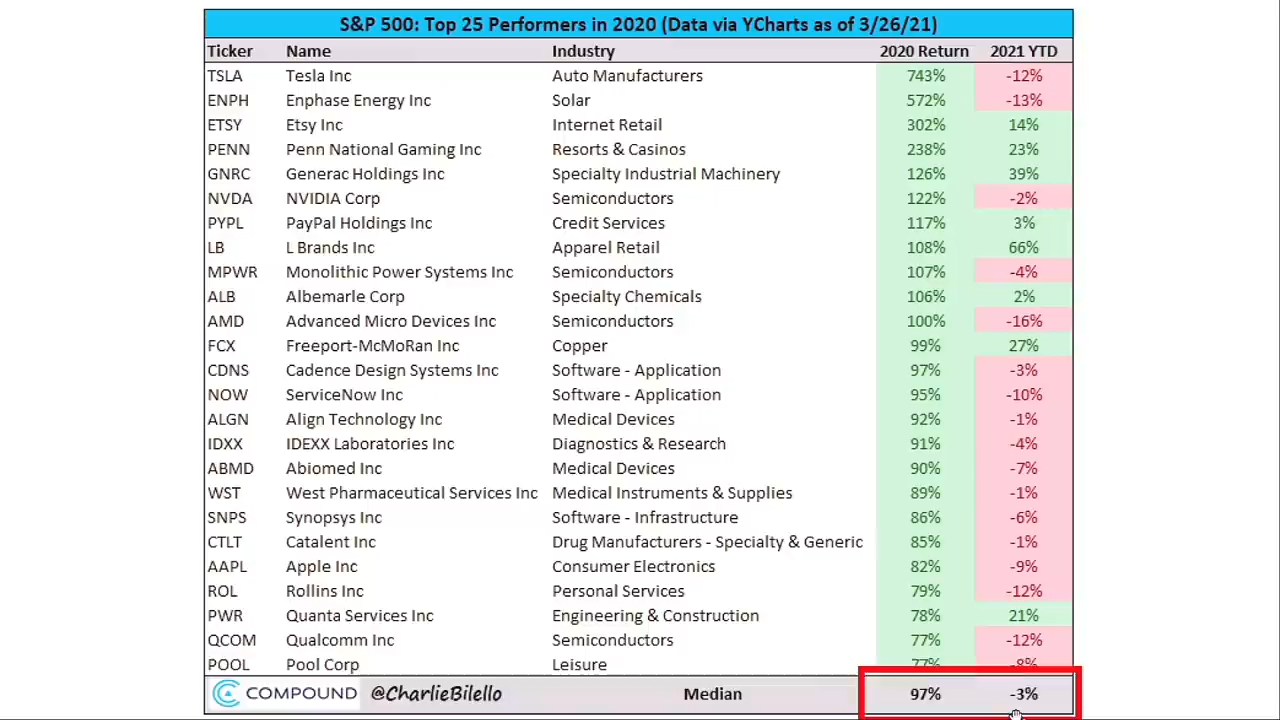 S&P 500: Top 25 Performers in 2020 (Data via YCharts as of 3/26/21)
Ticker Name Industry 2020 Return 2021 YTD
TSLA Tesla Inc Auto Manufacturers 743% -12%
ENPH Enphase Energy Inc Solar 572% -13%
ETSY Etsy Inc Internet Retail 302% 14%
PENN Penn National Gaming Inc Resorts & Casinos 238% 23%
GNRC Generac Holdings Inc Specialty Industrial Machinery 126% 39%
NVDA NVIDIA Corp Semiconductors 122% -2%
PYPL PayPal Holdings Inc Credit Services 117% 3%
LB L Brands Inc Apparel Retail 108% 66%
MPWR Monolithic Power Systems Inc Semiconductors 107% -4%
ALB Albemarle Corp Specialty Chemicals 106% 2%
AMD Advanced Micro Devices Inc Semiconductors 100% -16%
FCX Freeport-McMoRan Inc Copper 99% 27%
CDNS Cadence Design Systems Inc Software - Application 97% -3%
NOW ServiceNow Inc Software - Application 95% -10%
ALGN Align Technology Inc Medical Devices 92% -1%
IDXX IDEXX Laboratories Inc Diagnostics & Research 91% -4%
ABMD Abiomed Inc Medical Devices 90% -7%
WST West Pharmaceutical Services Inc Medical Instruments & Supplies 89% -1%
SNPS Synopsys Inc Software - Infrastructure 86% -6%
CTLT Catalent Inc Drug Manufacturers - Specialty & Generic 85% -1%
AAPL Apple Inc Consumer Electronics 82% -9%
ROL Rollins Inc Personal Services 79% -12%
PWR Quanta Services Inc Engineering & Construction 78% 21%
QCOM Qualcomm Inc Semiconductors 77% -12%
POOL Pool Corp Leisure 77% -8%
COMPOUND @CharlieBilello Median 97% -3%